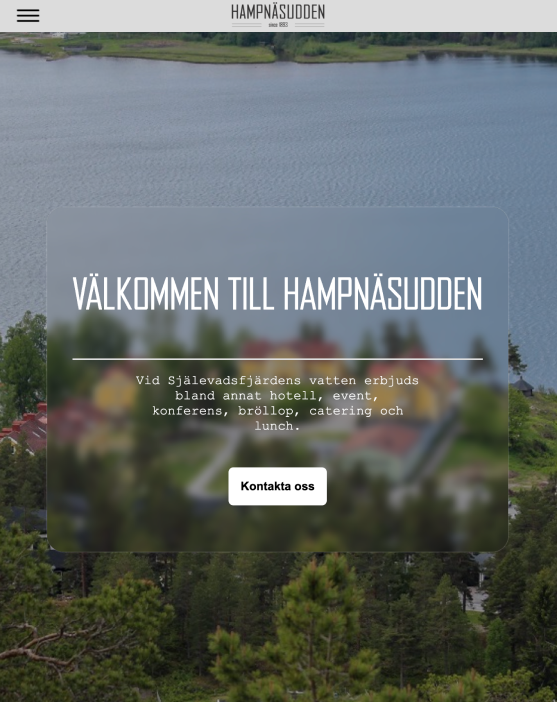 HAMPNÄSUDDEN
SINCE 1883
VÄLKOMMEN TILL HAMPNÄSUDDEN
Vid Själevadsfjärdens vatten erbjuds
bland annat hotell, event,
konferens, bröllop, catering och
lunch.
Kontakta oss